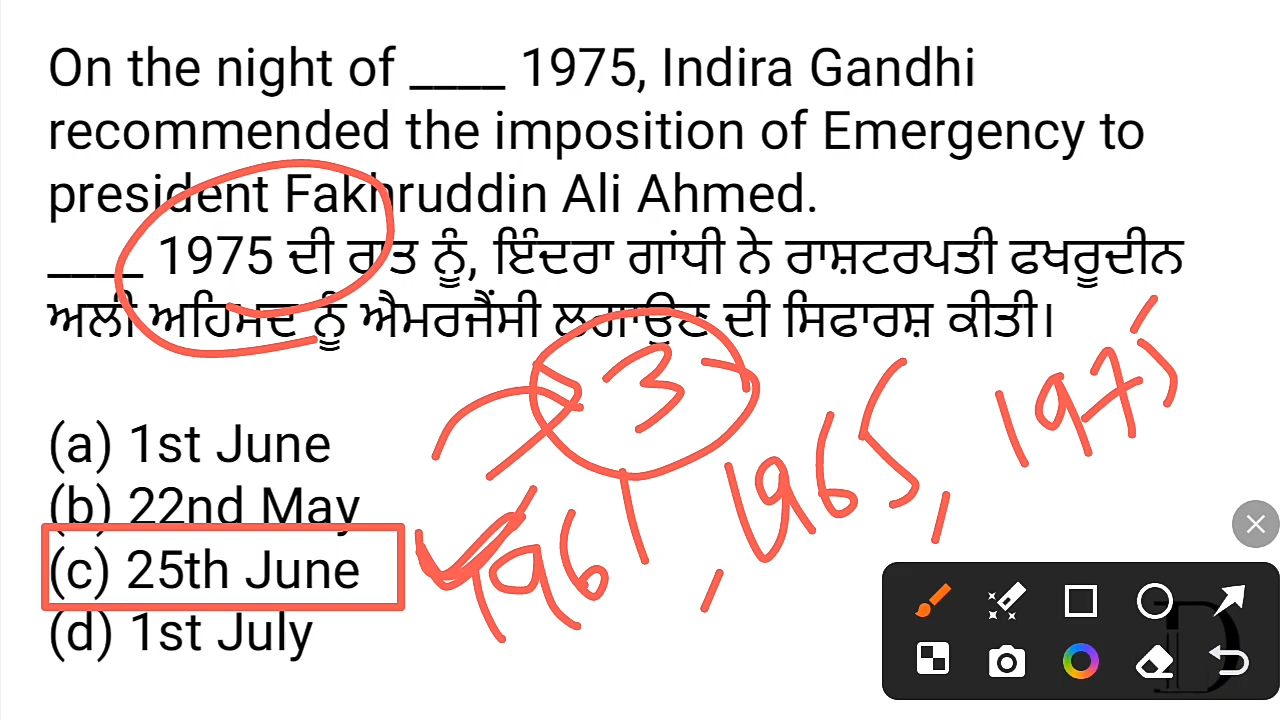 On the night of ____ 1975, Indira Gandhi
recommended the imposition of Emergency to
president Fakhruddin Ali Ahmed.
____ 1975 ਦੀ ਰਾਤ ਨੂੰ, ਇੰਦਰਾ ਗਾਂਧੀ ਨੇ ਰਾਸ਼ਟਰਪਤੀ ਫਖਰੂਦੀਨ
ਅਲੀ ਅਹਿਮਦ ਨੂੰ ਐਮਰਜੈਂਸੀ ਲਗਾਉਣ ਦੀ ਸਿਫਾਰਸ਼ ਕੀਤੀ।
3
(a) 1st June
(b) 22nd May
(c) 25th June
(d) 1st July
1961, 1965, 1975